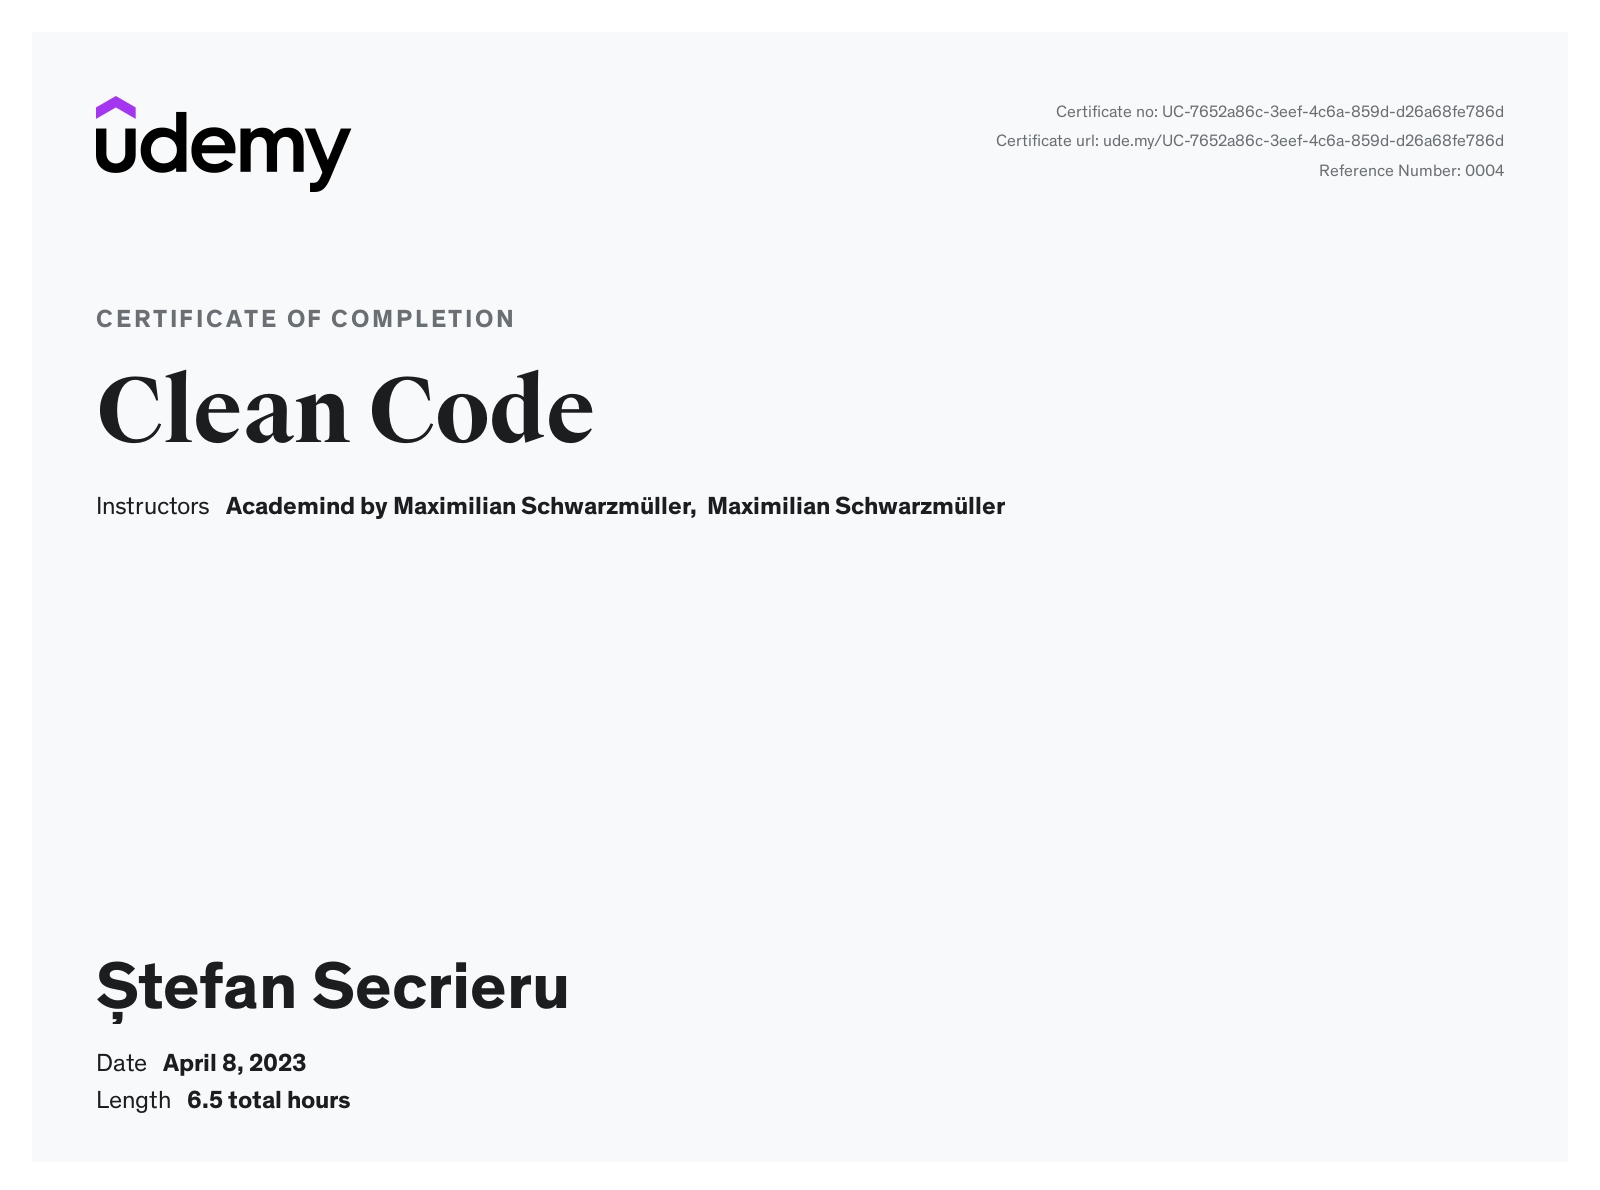 udemy
Certificate no: UC-7652a86c-3eef-4c6a-859d-d26a68fe786d
Certificate url: ude.my/UC-7652a86c-3eef-4c6a-859d-d26a68fe786d
Reference Number: 0004
CERTIFICATE OF COMPLETION
Clean Code
Instructors Academind by Maximilian Schwarzmüller, Maximilian Schwarzmüller
Ștefan Secrieru
Date April 8, 2023
Length 6.5 total hours